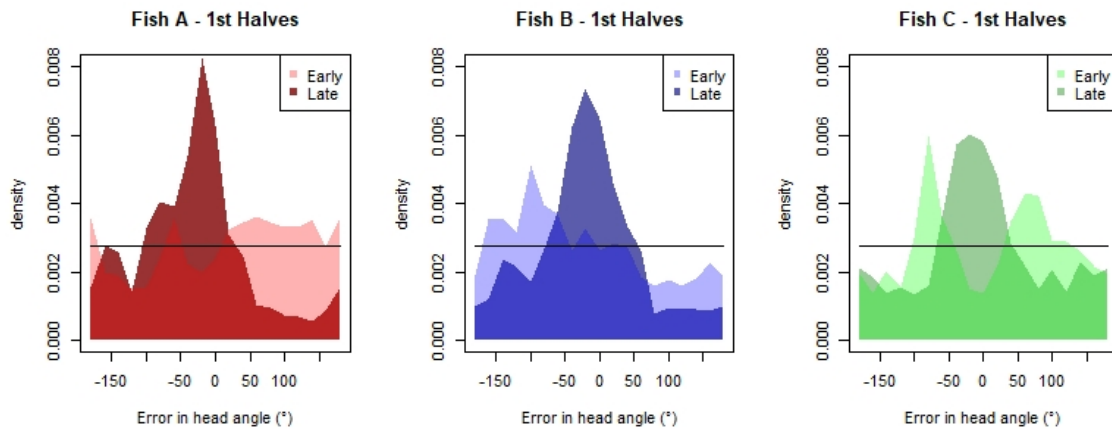 Fish A - 1st Halves
density
0.000 0.002 0.004 0.006 0.008
Early
Late
-150 -50 0 50 100
Error in head angle (°)
Fish B - 1st Halves
density
0.000 0.002 0.004 0.006 0.008
Early
Late
-150 -50 0 50 100
Error in head angle (°)
Fish C - 1st Halves
density
0.000 0.002 0.004 0.006 0.008
Early
Late
-150 -50 0 50 100
Error in head angle (°)